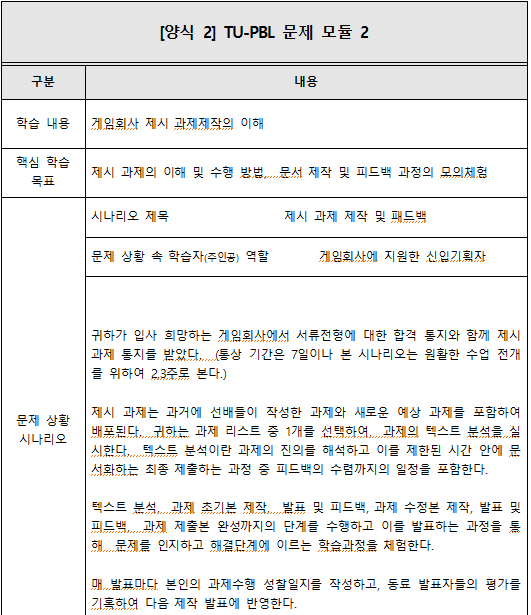 [양식 2] TU-PBL 문제 모듈 2
구분 내용
학습 내용 게임회사 제시 과제제작의 이해
핵심 학습
목표
제시 과제의 이해 및 수행 방법, 문서 제작 및 피드백 과정의 모의체험
시나리오 제목 제시 과제 제작 및 패드백
문제 상황 속 학습자(주인공) 역할 게임회사에 지원한 신입기획자
문제 상황
시나리오
귀하가 입사 희망하는 게임회사에서 서류전형에 대한 합격 통지와 함께 제시
과제 통지를 받았다. (통상 기간은 7일이나 본 시나리오는 원활한 수업 전개
를 위하여 2,3주로 본다.)
제시 과제는 과거에 선배들이 작성한 과제와 새로운 예상 과제를 포함하여
배포된다. 귀하는 과제 리스트 중 1개를 선택하여, 과제의 텍스트 분석을 실
시한다. 텍스트 분석이란 과제의 진의를 해석하고 이를 제한된 시간 안에 문
서화하는 최종 제출하는 과정 중 피드백의 수렴까지의 일정을 포함한다.
텍스트 분석, 과제 초기본 제작, 발표 및 피드백, 과제 수정본 제작, 발표 및
피드백, 과제 제출본 완성까지의 단계를 수행하고 이를 발표하는 과정을 통
해 문제를 인지하고 해결단계에 이르는 학습과정을 체험한다.
매 발표마다 본인의 과제수행 성찰일지를 작성하고, 동료 발표자들의 평가를
기록하여 다음 제작 발표에 반영한다.